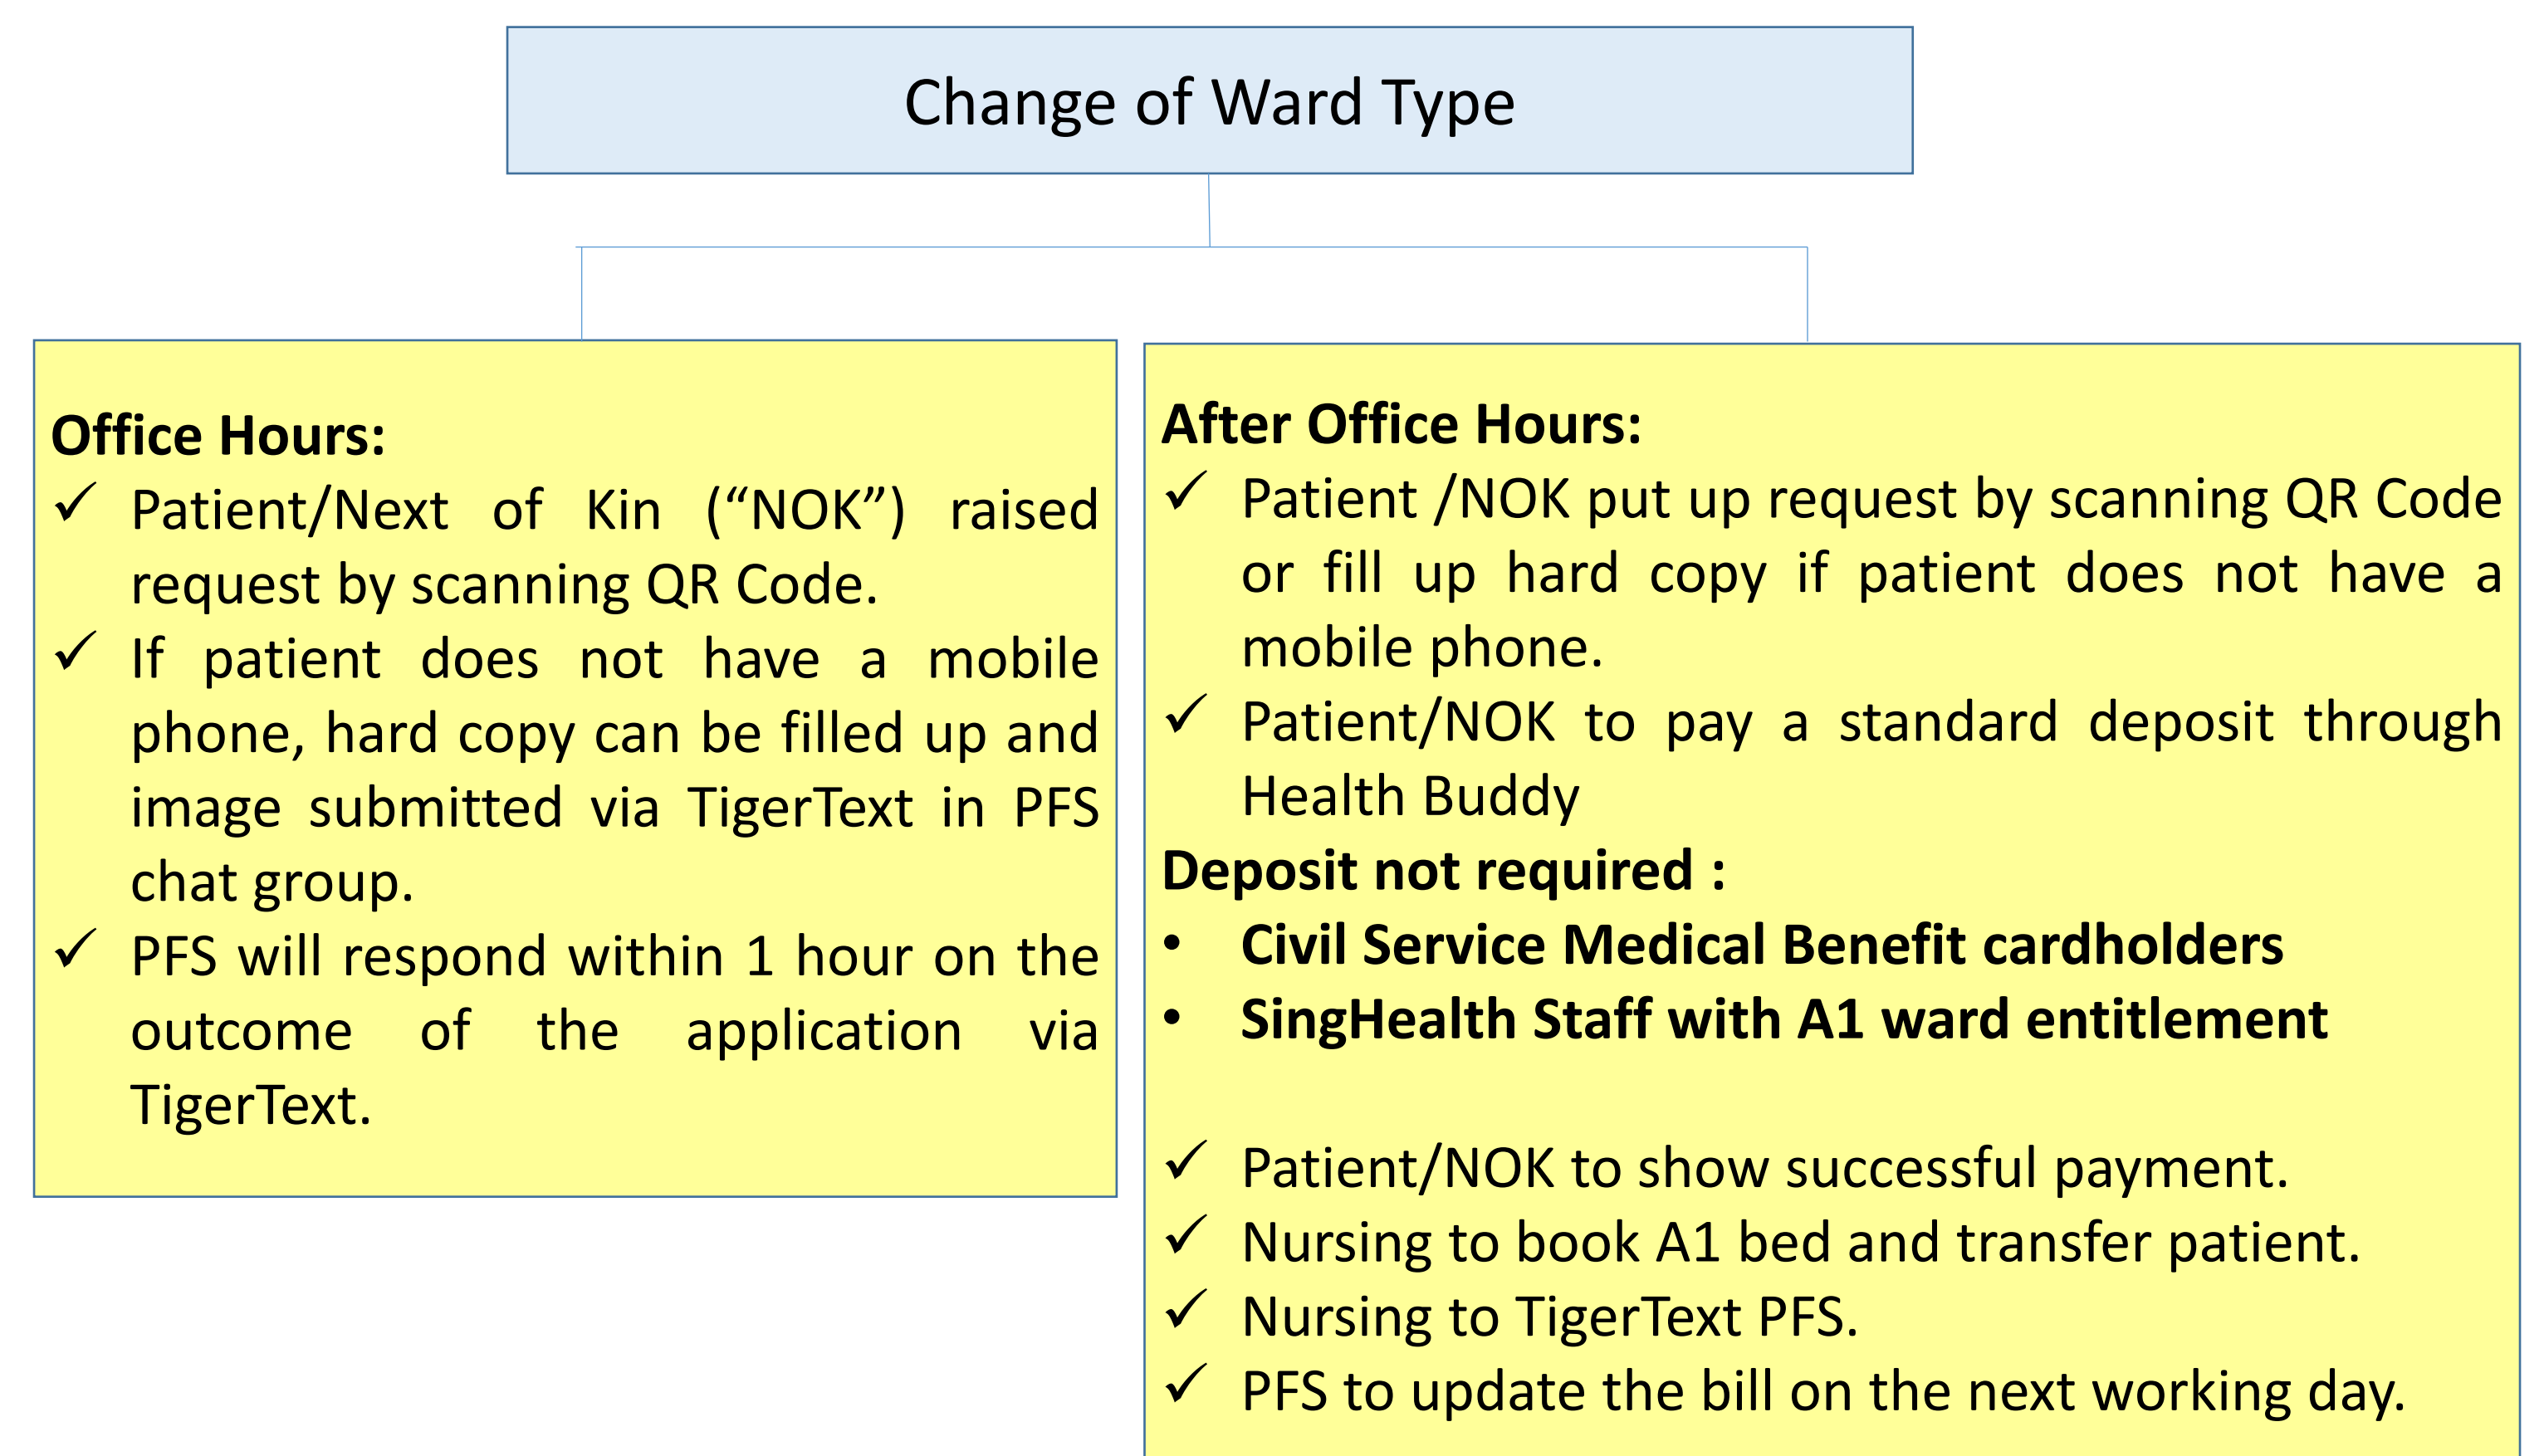 Change of Ward Type
Office Hours:
✓ Patient/Next of Kin (“NOK”) raised
request by scanning QR Code.
✓ If patient does not have a mobile
phone, hard copy can be filled up and
image submitted via TigerText in PFS
chat group.
✓ PFS will respond within 1 hour on the
outcome of the application via
TigerText.
After Office Hours:
✓ Patient /NOK put up request by scanning QR Code
or fill up hard copy if patient does not have a
mobile phone.
✓ Patient/NOK to pay a standard deposit through
Health Buddy
Deposit not required :
• Civil Service Medical Benefit cardholders
• SingHealth Staff with A1 ward entitlement
✓ Patient/NOK to show successful payment.
✓ Nursing to book A1 bed and transfer patient.
✓ Nursing to TigerText PFS.
✓ PFS to update the bill on the next working day.